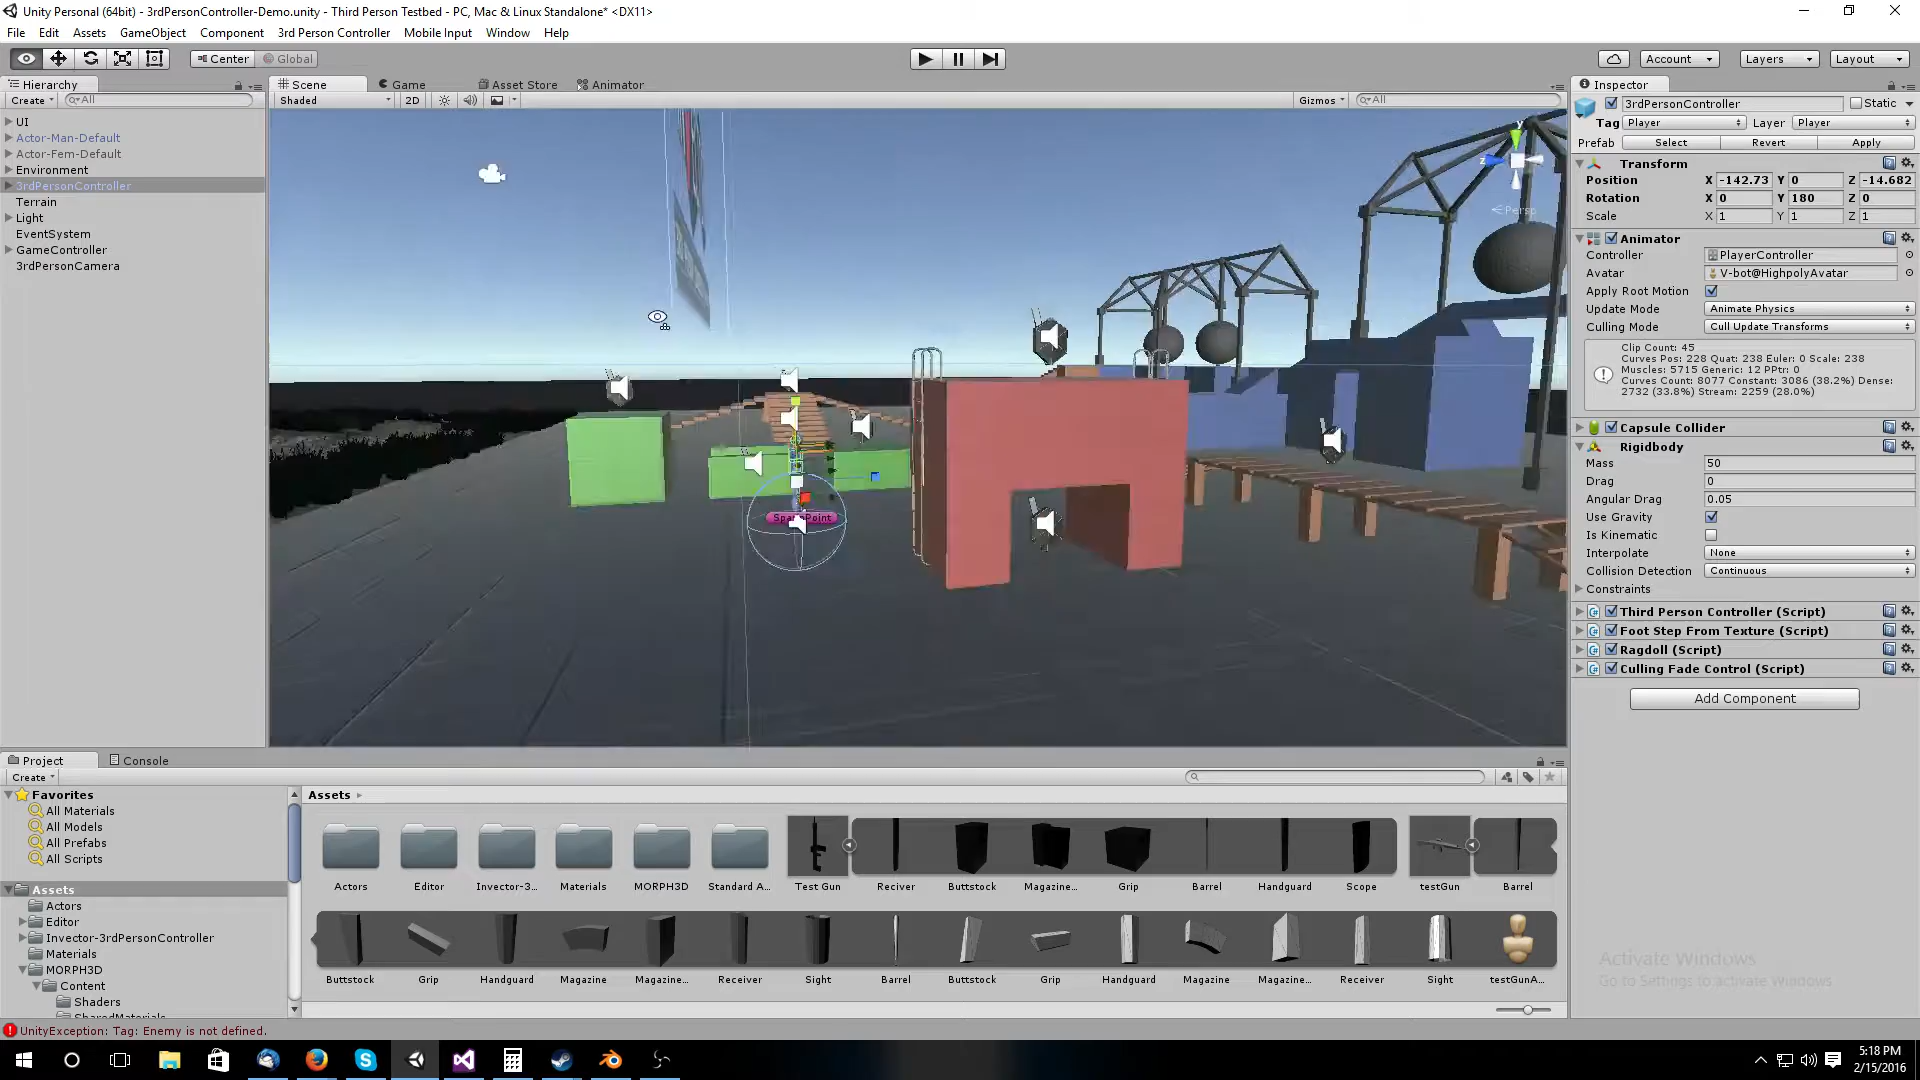 Unity Personal (64bit) - 3rdPersonController-Demo.unity - Third Person Testbed - PC, Mac & Linux Standalone* <DX11>
File Edit Assets GameObject Component 3rd Person Controller Mobile Input Window Help
Center Global Account Layers Layout
Hierarchy Scene Game Asset Store Animator Inspector
Create All Shaded 2D Gizmos All
3rdPersonController Static
UI
Actor-Man-Default
Actor-Fem-Default
Environment
3rdPersonController
Terrain
Light
EventSystem
GameController
3rdPersonCamera
y
z
Persp
SpawnPoint
Tag Player Layer Player
Prefab Select Revert Apply
Transform
Position X -142.73 Y 0 Z -14.682
Rotation X 0 Y 180 Z 0
Scale X 1 Y 1 Z 1
Animator
Controller PlayerController
Avatar V-bot@HighpolyAvatar
Apply Root Motion
Update Mode Animate Physics
Culling Mode Cull Update Transforms
Clip Count: 45
Curves Pos: 228 Quat: 238 Euler: 0 Scale: 238
Muscles: 5715 Generic: 12 PPtr: 0
Curves Count: 8077 Constant: 3086 (38.2%) Dense:
2732 (33.8%) Stream: 2259 (28.0%)
Capsule Collider
Rigidbody
Mass 50
Drag 0
Angular Drag 0.05
Use Gravity
Is Kinematic
Interpolate None
Collision Detection Continuous
Constraints
Third Person Controller (Script)
Foot Step From Texture (Script)
Ragdoll (Script)
Culling Fade Control (Script)
Add Component
Project Console
Create
Favorites
All Materials
All Models
All Prefabs
All Scripts
Assets
Actors
Editor
Invector-3rdPersonController
Materials
MORPH3D
Content
Shaders
SharedMaterials
Assets
Actors Editor Invector-3... Materials MORPH3D Standard A... Test Gun Reciver Buttstock Magazine... Grip Barrel Handguard Scope testGun Barrel
Buttstock Grip Handguard Magazine Magazine... Receiver Sight Barrel Buttstock Grip Handguard Magazine Magazine... Receiver Sight testGunA...
Activate Windows
Go to Settings to activate Windows
UnityException: Tag: Enemy is not defined.
5:18 PM
2/15/2016